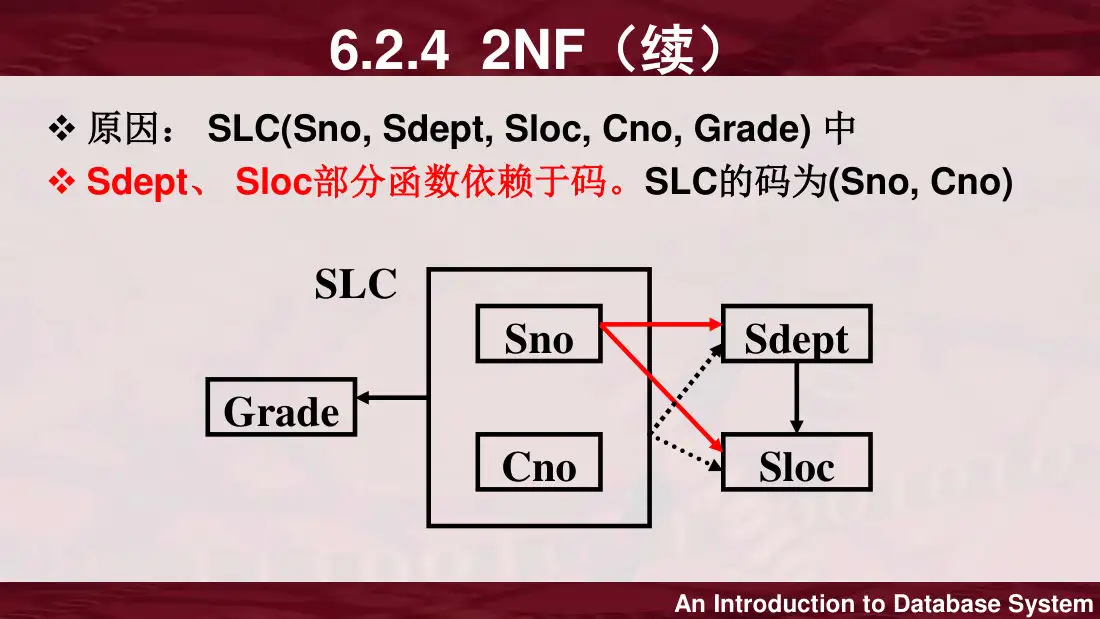 6.2.4 2NF（续）
❖ 原因： SLC(Sno, Sdept, Sloc, Cno, Grade) 中
❖ Sdept、 Sloc部分函数依赖于码。SLC的码为(Sno, Cno)
SLC
Sno
Sdept
Grade
Cno
Sloc
An Introduction to Database System